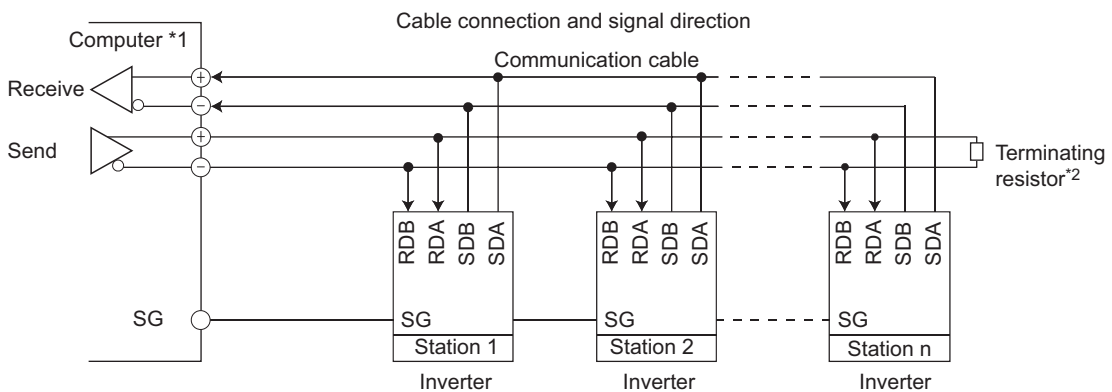 Cable connection and signal direction
Computer *1
Communication cable
Receive
+
−
Send
+
−
Terminating
resistor*2
RDB
RDA
SDB
SDA
RDB
RDA
SDB
SDA
RDB
RDA
SDB
SDA
SG
SG
SG
SG
Station 1
Station 2
Station n
Inverter
Inverter
Inverter